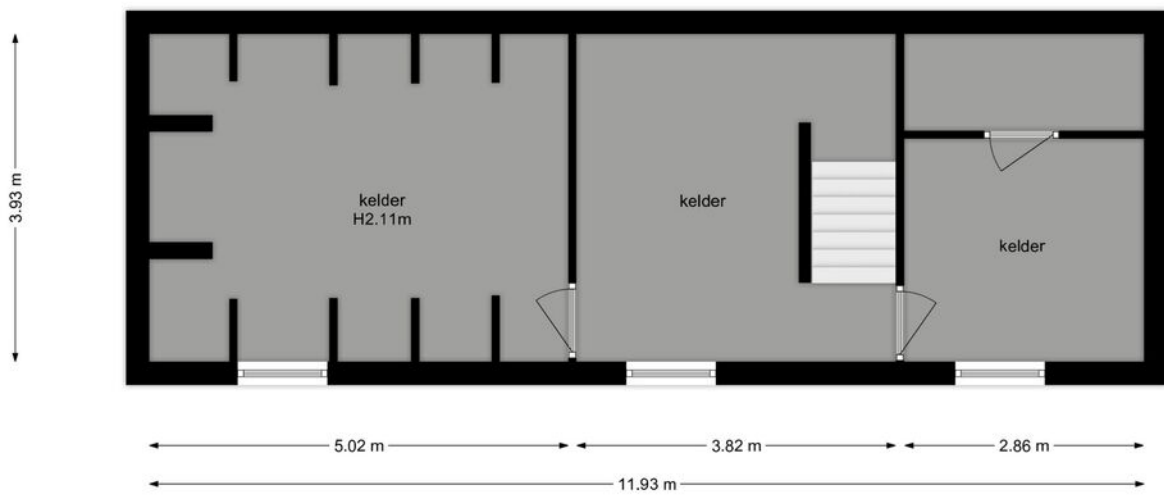 kelder
H2.11m
kelder
kelder
3.93 m
5.02 m
3.82 m
2.86 m
11.93 m